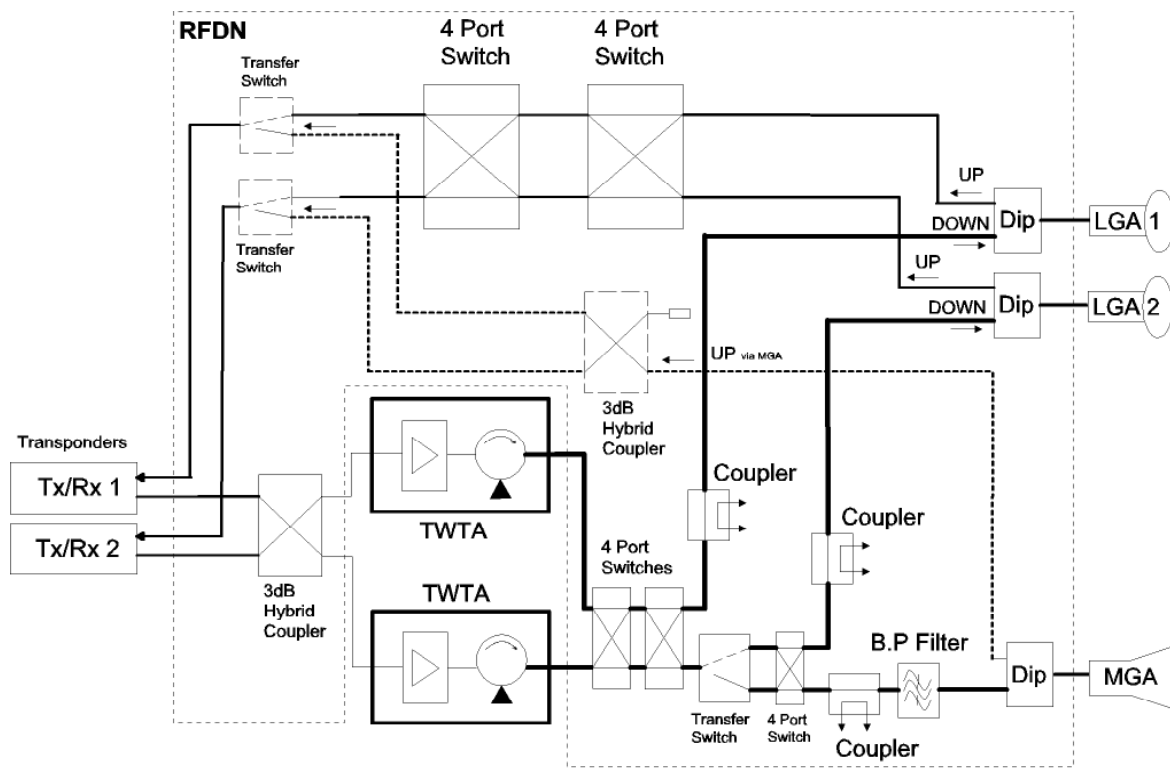 RFDN
4 Port
Switch
4 Port
Switch
Transfer
Switch
Transfer
Switch
UP
DOWN
Dip
LGA 1
UP
DOWN
Dip
LGA 2
UP via MGA
3dB
Hybrid
Coupler
Transponders
Tx/Rx 1
Tx/Rx 2
3dB
Hybrid
Coupler
TWTA
TWTA
4 Port
Switches
Coupler
Coupler
B.P Filter
Transfer
Switch
4 Port
Switch
Coupler
Dip
MGA